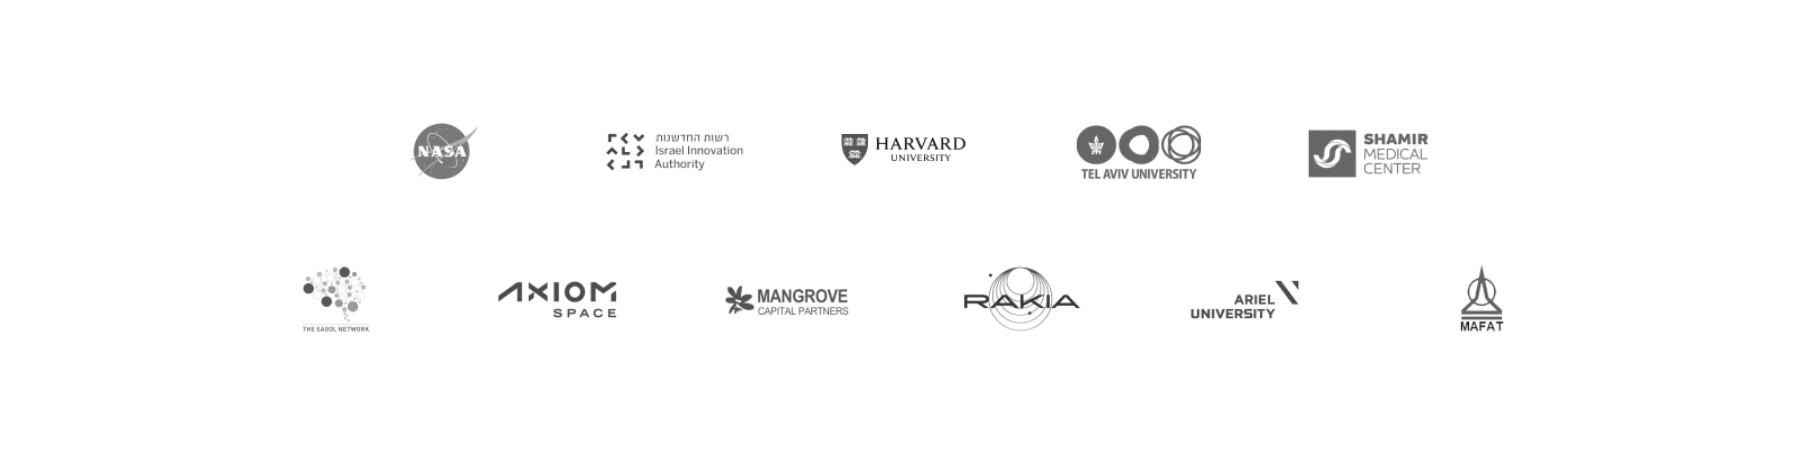 NASA
רשות החדשנות
Israel Innovation
Authority
HARVARD
UNIVERSITY
TEL AVIV UNIVERSITY
SHAMIR
MEDICAL
CENTER
THE SAGOL NETWORK
AXIOM
SPACE
MANGROVE
CAPITAL PARTNERS
RAKIA
ARIEL
UNIVERSITY
MAFAT